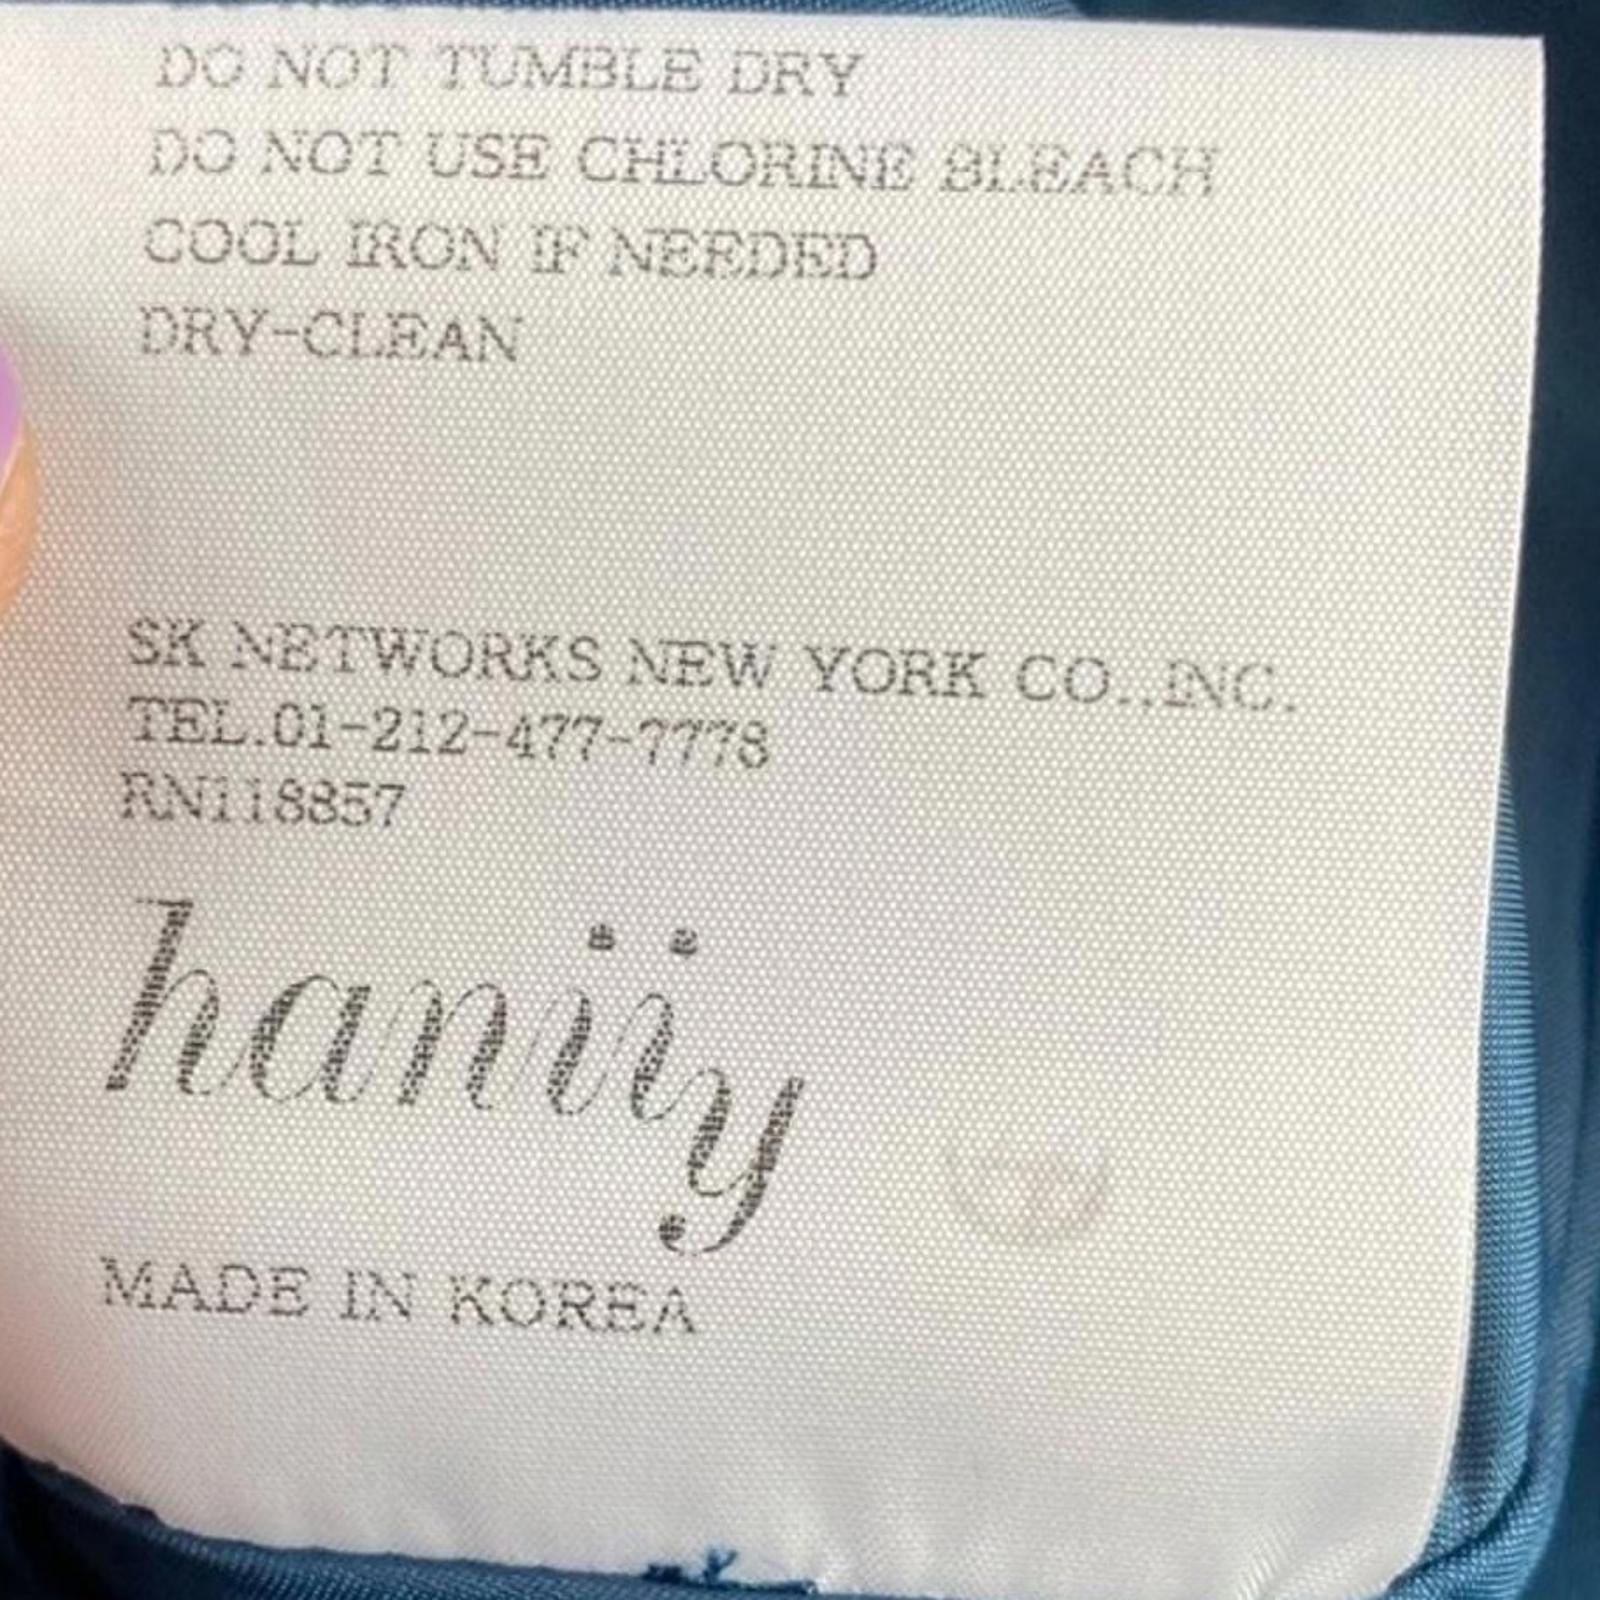 DO NOT TUMBLE DRY
DO NOT USE CHLORINE BLEACH
COOL IRON IF NEEDED
DRY-CLEAN
SK NETWORKS NEW YORK CO.,INC.
TEL.01-212-477-7778
RN118857
haniiy
MADE IN KOREA